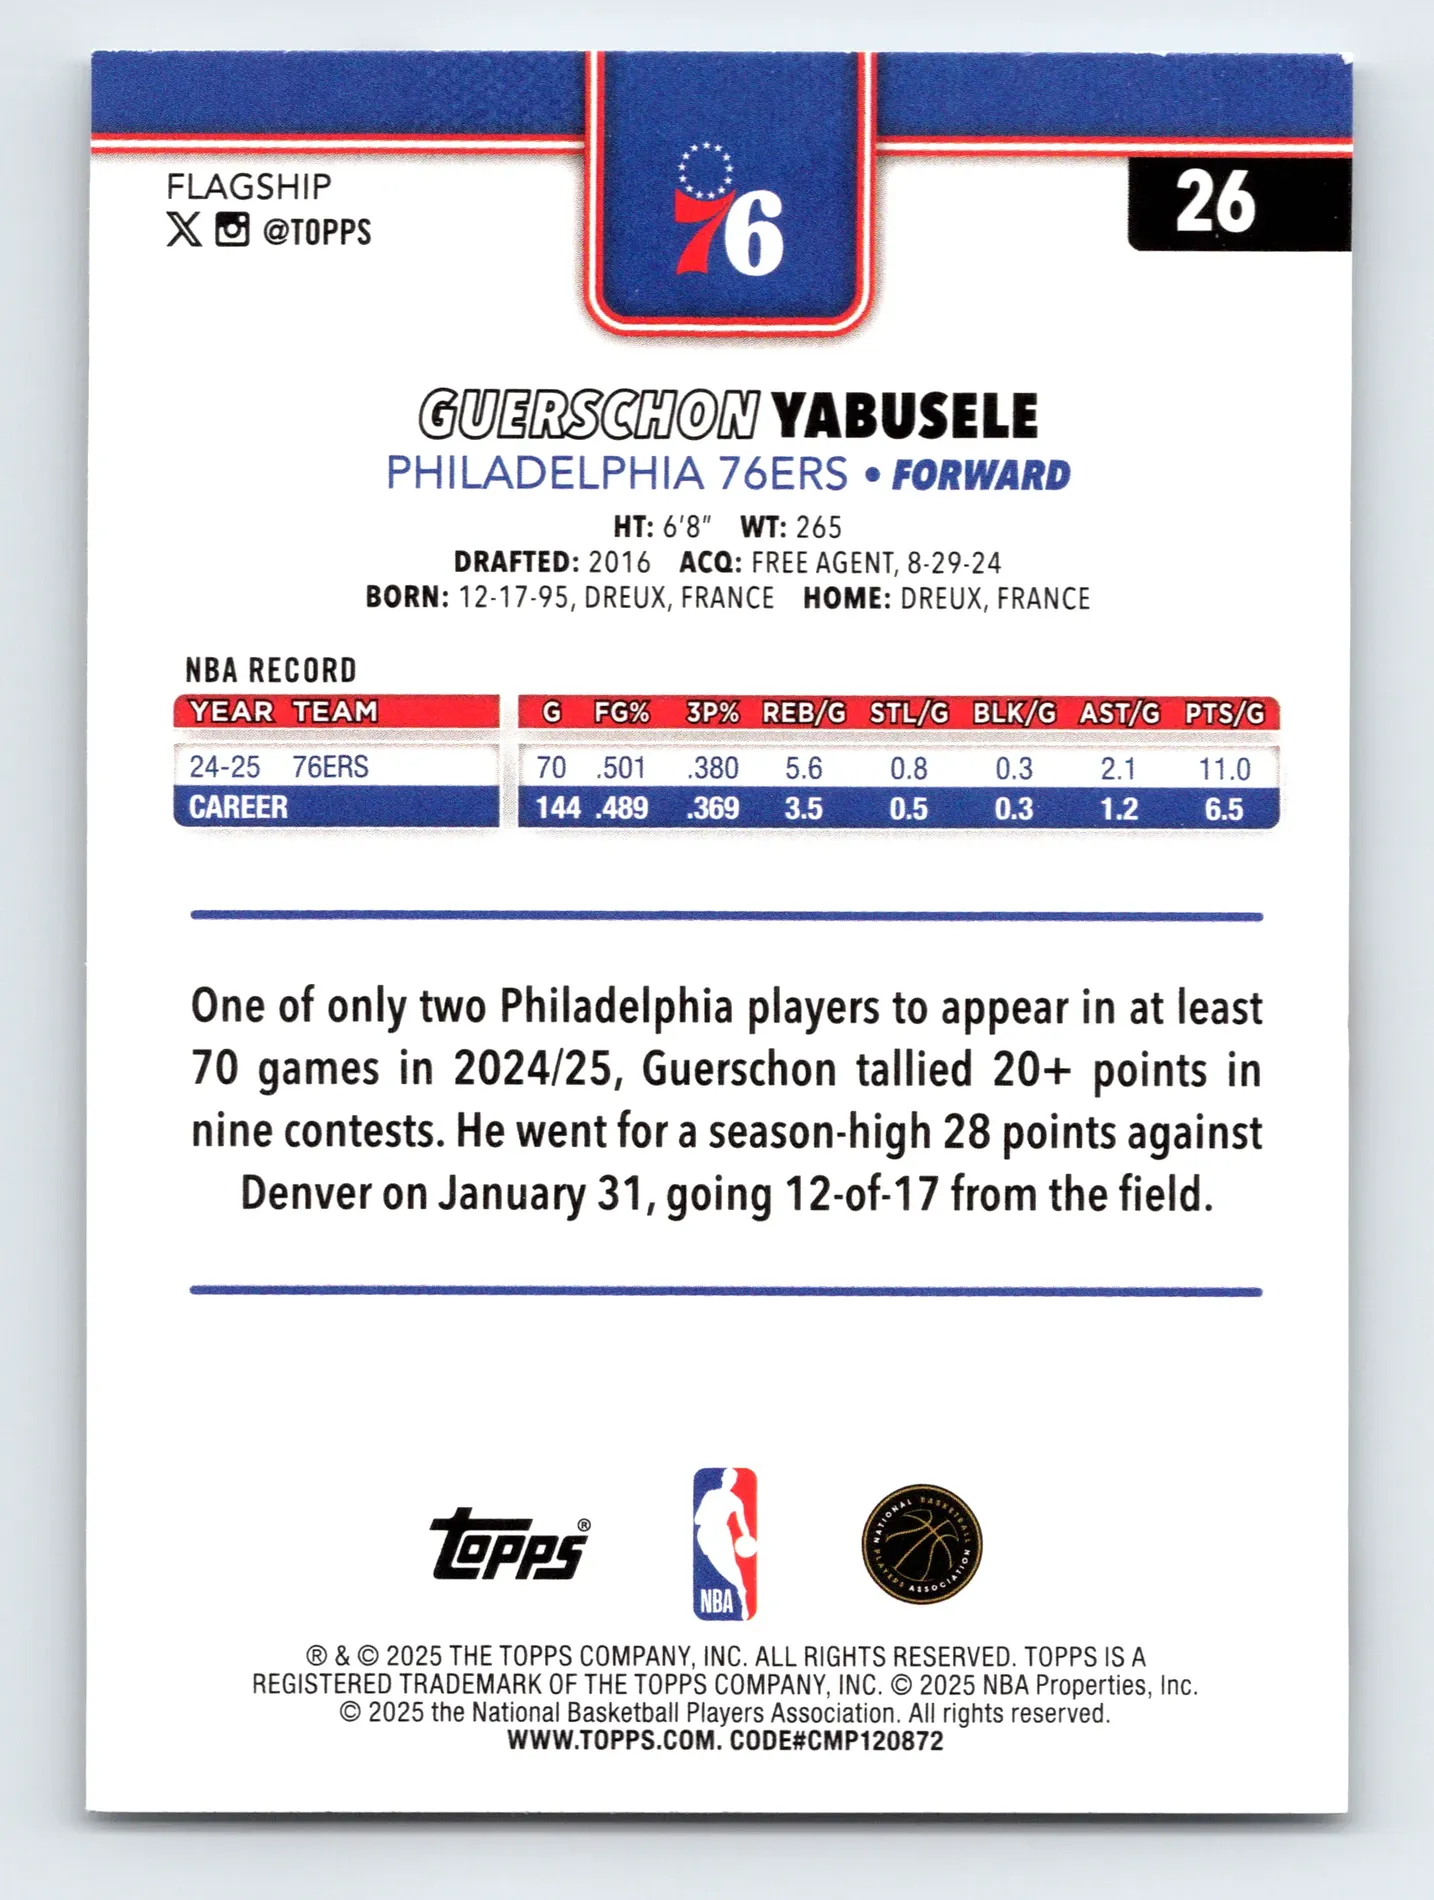 FLAGSHIP
X @TOPPS
26
76
GUERSCHON YABUSELE
PHILADELPHIA 76ERS • FORWARD
HT: 6'8" WT: 265
DRAFTED: 2016 ACQ: FREE AGENT, 8-29-24
BORN: 12-17-95, DREUX, FRANCE HOME: DREUX, FRANCE
NBA RECORD
YEAR TEAM G FG% 3P% REB/G STL/G BLK/G AST/G PTS/G
24-25 76ERS 70 .501 .380 5.6 0.8 0.3 2.1 11.0
CAREER 144 .489 .369 3.5 0.5 0.3 1.2 6.5
One of only two Philadelphia players to appear in at least
70 games in 2024/25, Guerschon tallied 20+ points in
nine contests. He went for a season-high 28 points against
Denver on January 31, going 12-of-17 from the field.
topps®
NBA
NATIONAL BASKETBALL PLAYERS ASSOCIATION
® & © 2025 THE TOPPS COMPANY, INC. ALL RIGHTS RESERVED. TOPPS IS A
REGISTERED TRADEMARK OF THE TOPPS COMPANY, INC. © 2025 NBA Properties, Inc.
© 2025 the National Basketball Players Association. All rights reserved.
WWW.TOPPS.COM. CODE#CMP120872